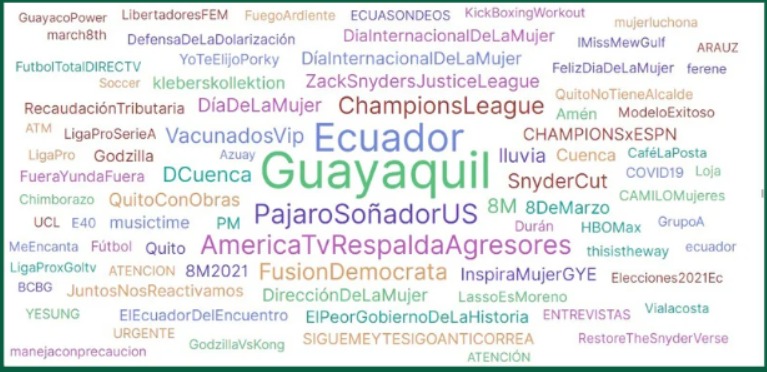 GuayacoPower LibertadoresFEM FuegoArdiente ECUASONDEOS KickBoxingWorkout
mujerluchona
march8th DefensaDeLaDolarización DiaInternacionalDeLaMujer IMissMewGulf ARAUZ
FutbolTotalDIRECTV YoTeElijoPorky DíaInternacionalDeLaMujer FelizDiaDeLaMujer ferene
Soccer kleberskollektion ZackSnydersJusticeLeague
QuitoNoTieneAlcalde
RecaudaciónTributaria DíaDeLaMujer ChampionsLeague Amén ModeloExitoso
ATM LigaProSerieA VacunadosVip Ecuador CHAMPIONSxESPN
LigaPro Godzilla Azuay lluvia Cuenca CaféLaPosta
FueraYundaFuera DCuenca Guayaquil SnyderCut COVID19 Loja
Chimborazo QuitoConObras 8M 8DeMarzo CAMILOMujeres
UCL E40 musictime PM PajaroSoñadorUS Durán HBOMax GrupoA
MeEncanta Fútbol Quito AmericaTvRespaldaAgresores thisistheway ecuador
LigaProxGoltv ATENCION 8M2021 FusionDemocrata InspiraMujerGYE Elecciones2021Ec
BCBG JuntosNosReactivamos DirecciónDeLaMujer LassoEsMoreno
YESUNG ElEcuadorDelEncuentro ElPeorGobiernoDeLaHistoria ENTREVISTAS Vialacosta
URGENTE SIGUEMEYTESIGOANTICORREA RestoreTheSnyderVerse
manejaconprecaucion GodzillaVsKong ATENCIÓN